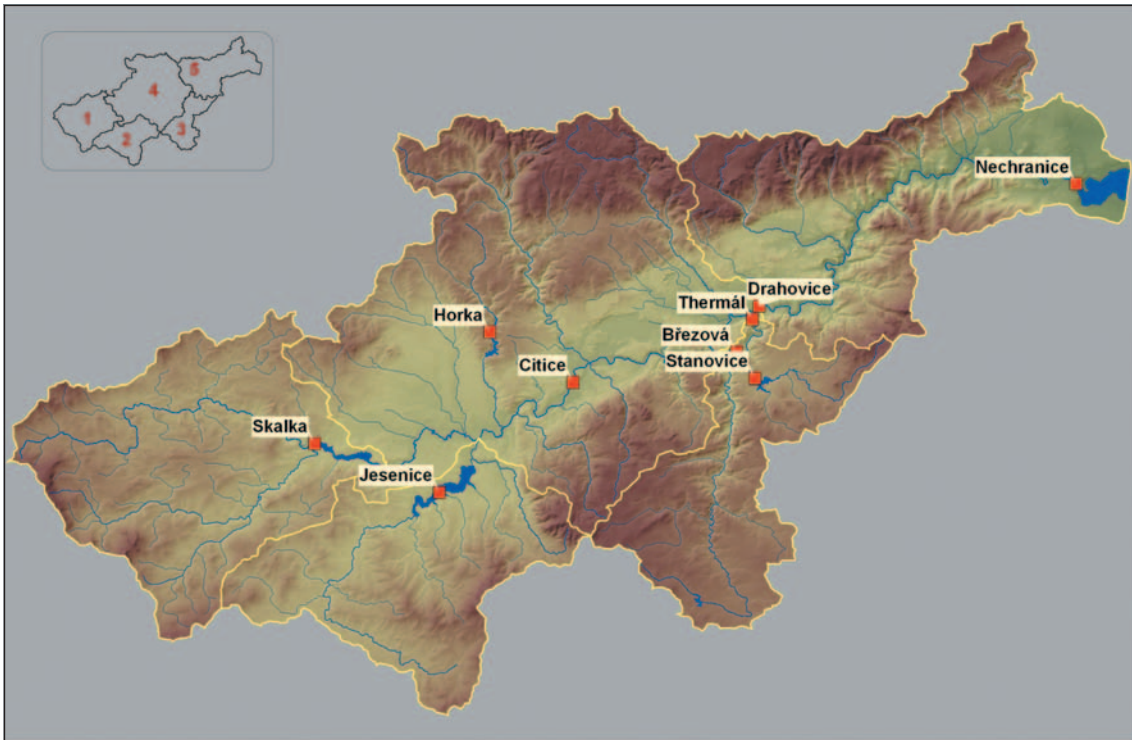 5
4
1
3
2
Nechranice
Drahovice
Thermál
Horka
Březová
Stanovice
Citice
Skalka
Jesenice